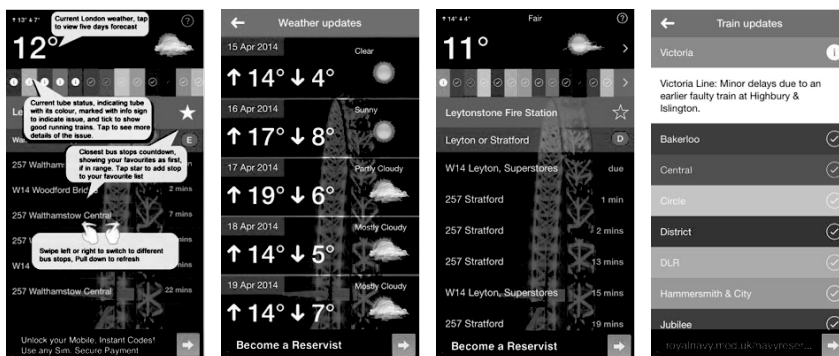 ↑ 13° ↓ 7°
Current London weather, tap
to view five days forecast
12°
Current tube status, indicating tube
with its colour, marked with info sign
to indicate issue, and tick to show
good running trains. Tap to see more
details of the issue.
E
Closest bus stops countdown,
showing your favourites as first,
if in range. Tap star to add stop
to your favourite list
257 Waltham
W14 Woodford Bridge
2 mins
257 Walthamstow Central
7 mins
257
mins
Swipe left or right to switch to different
bus stops, Pull down to refresh
W14
mins
257 Walthamstow Central
22 mins
Unlock your Mobile, Instant Codes!
Use any Sim, Secure Payment
Weather updates
15 Apr 2014
Clear
↑ 14° ↓ 4°
16 Apr 2014
Sunny
↑ 17° ↓ 8°
17 Apr 2014
Partly Cloudy
↑ 19° ↓ 6°
18 Apr 2014
Mostly Cloudy
↑ 14° ↓ 5°
19 Apr 2014
Mostly Cloudy
↑ 14° ↓ 7°
Become a Reservist
↑ 14° ↓ 4°
Fair
11°
Leytonstone Fire Station
Leyton or Stratford
D
W14 Leyton, Superstores
due
257 Stratford
1 min
257 Stratford
2 mins
257 Stratford
13 mins
W14 Leyton, Superstores
15 mins
257 Stratford
19 mins
Become a Reservist
Train updates
Victoria
Victoria Line: Minor delays due to an
earlier faulty train at Highbury &
Islington.
Bakerloo
Central
Circle
District
DLR
Hammersmith & City
Jubilee
royalnavy.mod.uk/navyreser...